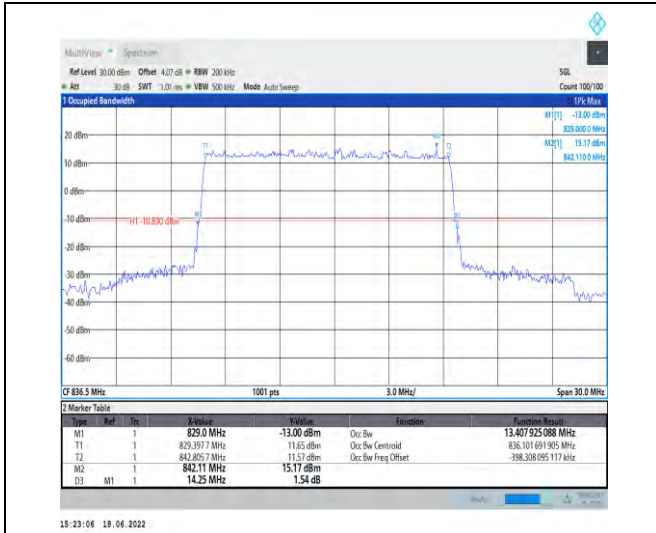 MultiView Spectrum
Ref Level 30.00 dBm Offset 4.07 dB RBW 200 kHz SGL
Att 30 dB SWT 1.01 ms VBW 500 kHz Mode Auto Sweep Count 100/100
1 Occupied Bandwidth 1Pk Max
M1[1] -13.00 dBm
829.000 0 MHz
M2[1] 15.17 dBm
842.110 0 MHz
20 dBm
T1 M2 T2
10 dBm
0 dBm
-10 dBm
H1 -10.830 dBm
M1
-20 dBm
-30 dBm
-40 dBm
-50 dBm
-60 dBm
CF 836.5 MHz 1001 pts 3.0 MHz/ Span 30.0 MHz
2 Marker Table
Type Ref Trc X-Value Y-Value Function Function Result
M1 1 829.0 MHz -13.00 dBm Occ Bw 13.407 925 088 MHz
T1 1 829.397 7 MHz 11.65 dBm Occ Bw Centroid 836.101 691 905 MHz
T2 1 842.805 7 MHz 11.57 dBm Occ Bw Freq Offset -398.308 095 117 kHz
M2 1 842.11 MHz 15.17 dBm
D3 M1 1 14.25 MHz 1.54 dB
15:23:06 18.06.2022